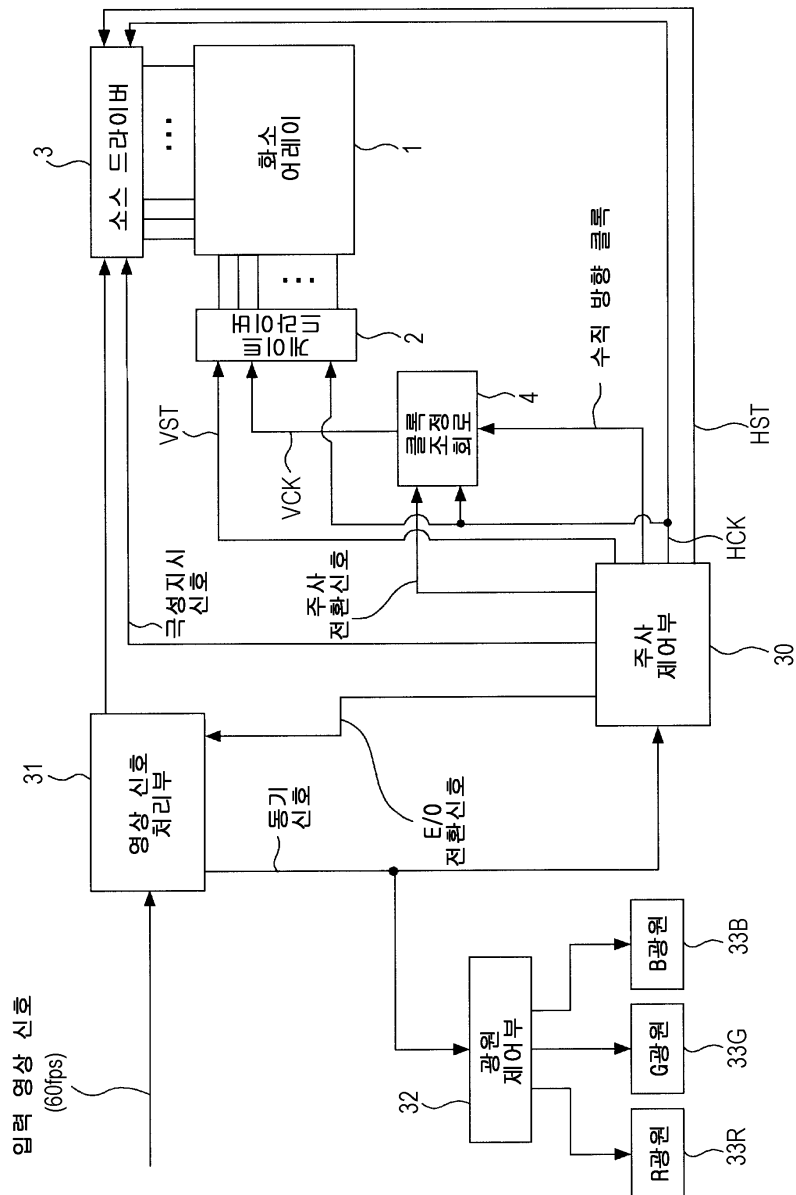 입력 영상 신호
(60fps)
31
영상 신호
처리부
3
소스 드라이버
극성지시
신호
VST
동기
신호
화소
어레이
1
게이트
드라이버
2
VCK
주사
전환신호
E/O
전환신호
클록
조정
회로
4
32
광원
제어부
수직 방향 클록
주사
제어부
30
R광원
33R
G광원
33G
B광원
33B
HCK
HST